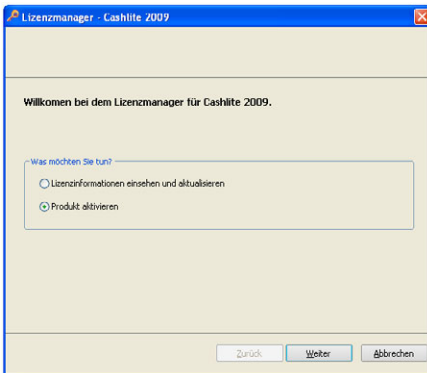 Lizenzmanager - Cashlite 2009
Willkomen bei dem Lizenzmanager für Cashlite 2009.
Was möchten Sie tun?
Lizenzinformationen einsehen und aktualisieren
Produkt aktivieren
Zurück Weiter Abbrechen